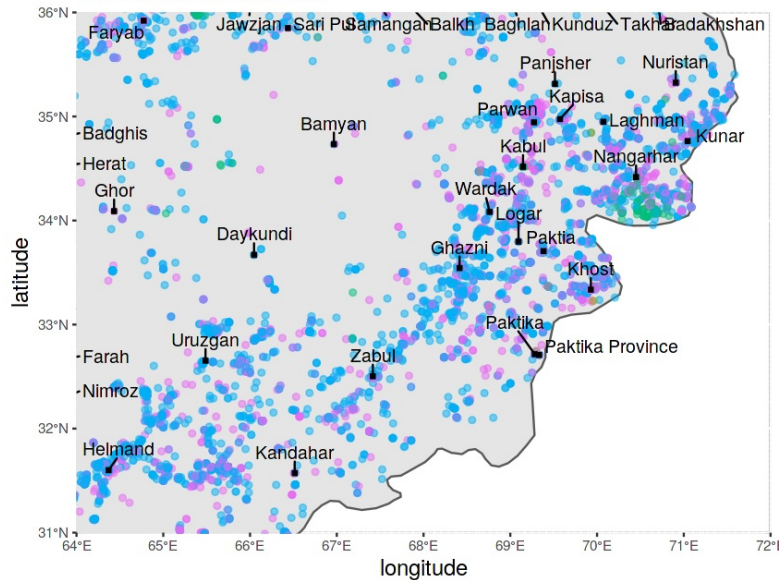 36°N
Faryab
Jawzjan
Sari Pul
Samangan
Balkh
Baghlan
Kunduz
Takhar
Badakhshan
Panjsher
Nuristan
35°N
Kapisa
Parwan
Laghman
Badghis
Bamyan
Kunar
Kabul
Herat
Nangarhar
Ghor
Wardak
34°N
Logar
Daykundi
Paktia
Ghazni
Khost
latitude
33°N
Paktika
Uruzgan
Paktika Province
Farah
Zabul
Nimroz
32°N
Helmand
Kandahar
31°N
64°E 65°E 66°E 67°E 68°E 69°E 70°E 71°E 72°E
longitude